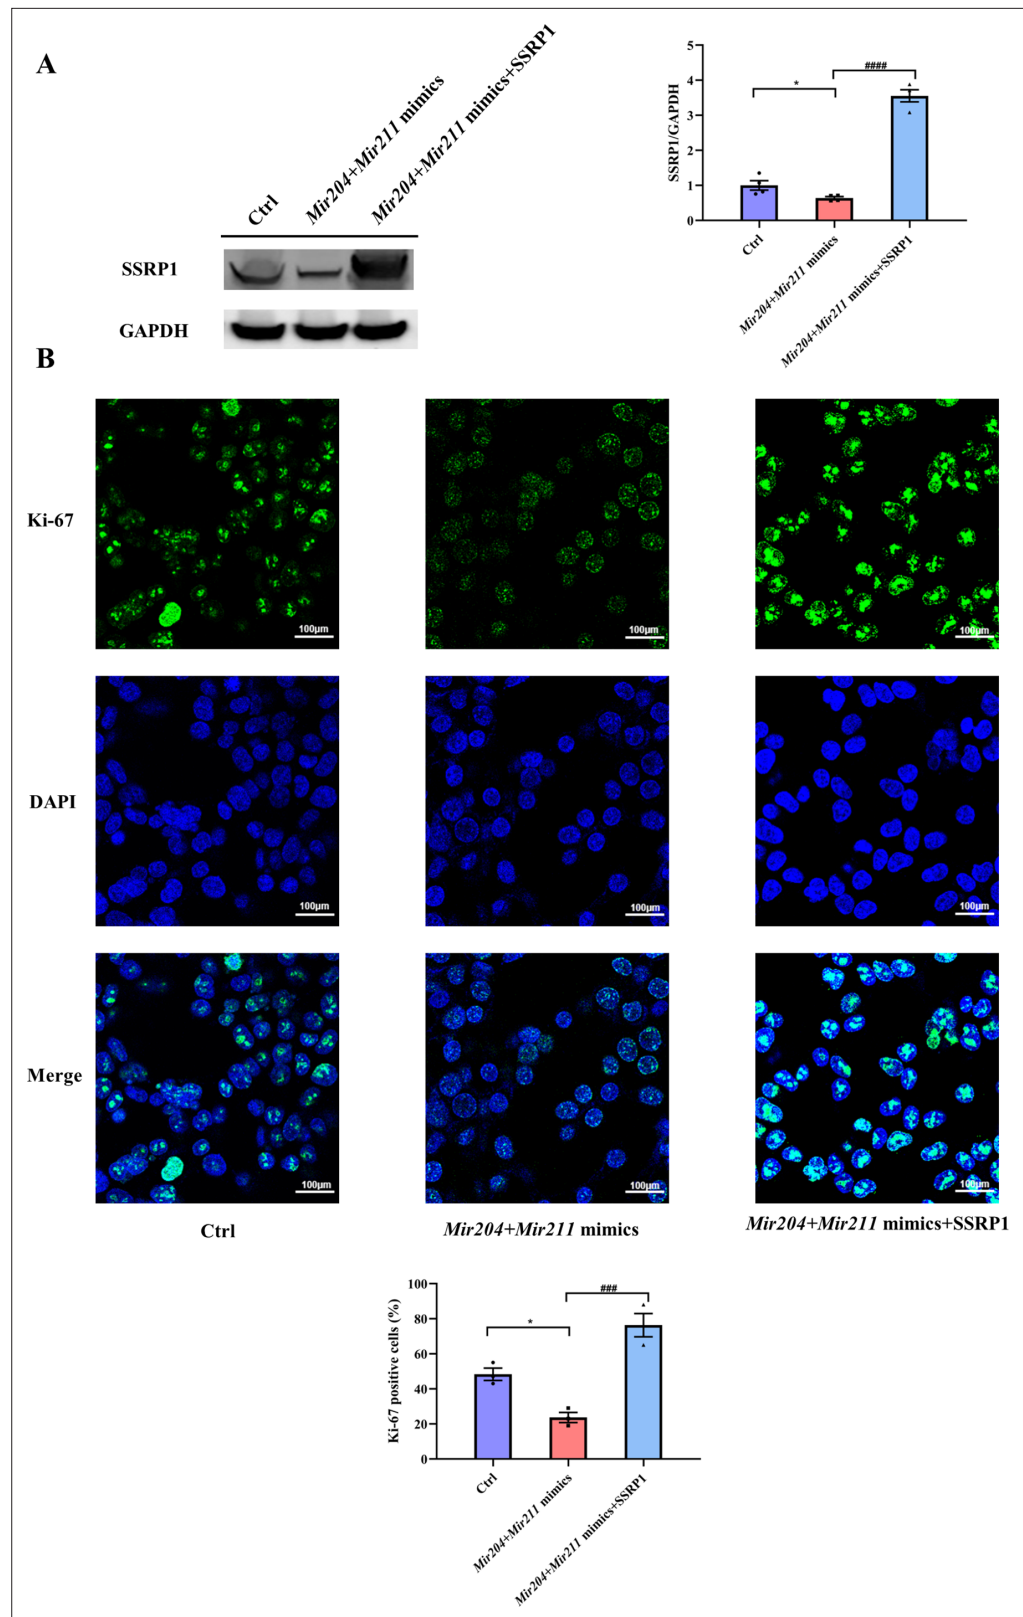 A
Ctrl
Mir204+Mir211 mimics
Mir204+Mir211 mimics+SSRP1
SSRP1
GAPDH
SSRP1/GAPDH
5
4
3
2
1
0
*
####
Ctrl
Mir204+Mir211 mimics
Mir204+Mir211 mimics+SSRP1
B
Ki-67
100μm
100μm
100μm
DAPI
100μm
100μm
100μm
Merge
100μm
100μm
100μm
Ctrl
Mir204+Mir211 mimics
Mir204+Mir211 mimics+SSRP1
Ki-67 positive cells (%)
100
80
60
40
20
0
*
###
Ctrl
Mir204+Mir211 mimics
Mir204+Mir211 mimics+SSRP1